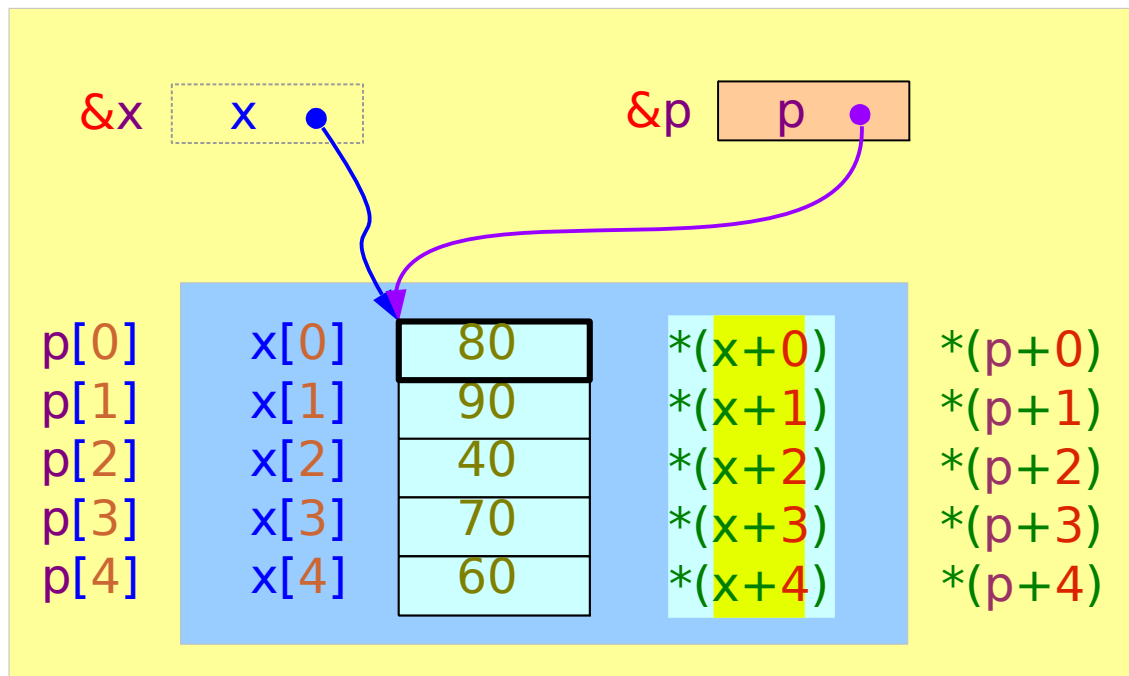 &x x &p p
p[0] x[0] 80 *(x+0) *(p+0)
p[1] x[1] 90 *(x+1) *(p+1)
p[2] x[2] 40 *(x+2) *(p+2)
p[3] x[3] 70 *(x+3) *(p+3)
p[4] x[4] 60 *(x+4) *(p+4)